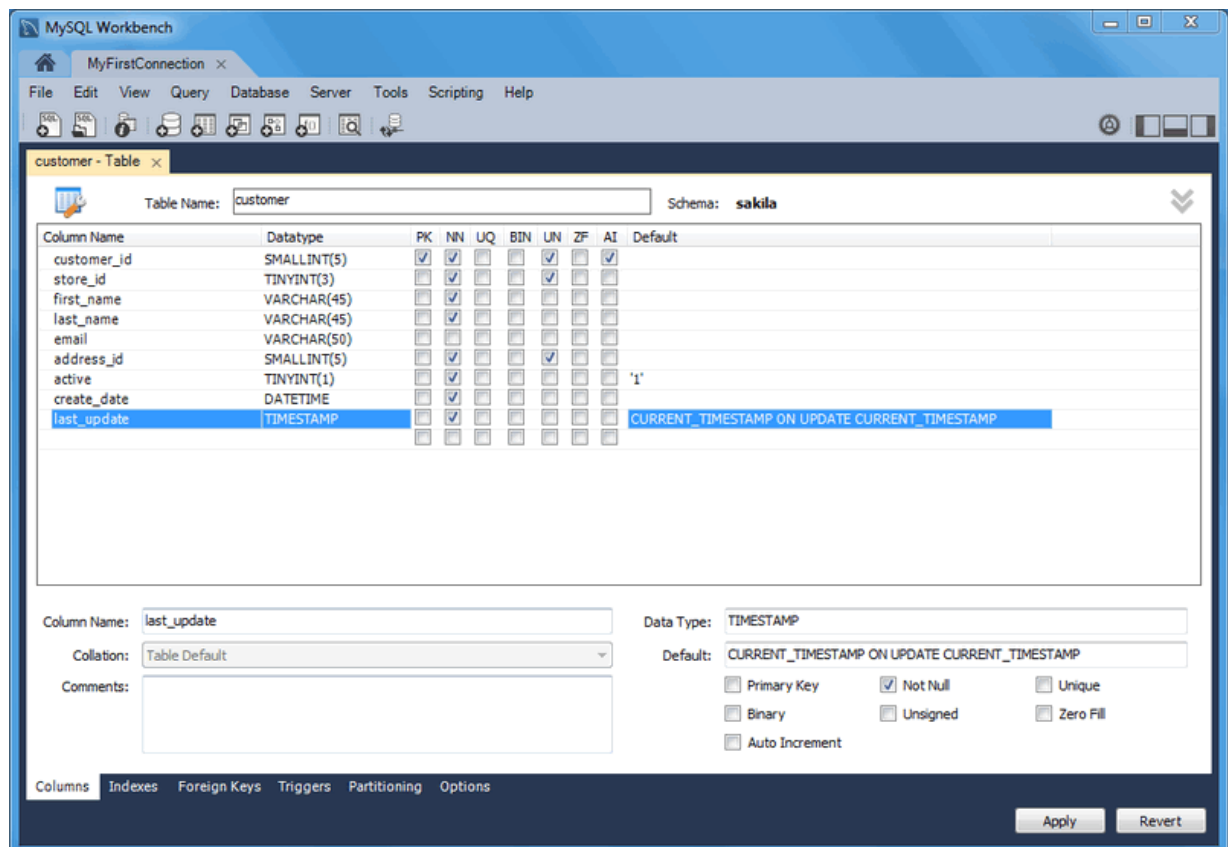 MySQL Workbench
MyFirstConnection
File Edit View Query Database Server Tools Scripting Help
customer - Table
Table Name: customer Schema: sakila
Column Name Datatype PK NN UQ BIN UN ZF AI Default
customer_id SMALLINT(5)
store_id TINYINT(3)
first_name VARCHAR(45)
last_name VARCHAR(45)
email VARCHAR(50)
address_id SMALLINT(5)
active TINYINT(1) '1'
create_date DATETIME
last_update TIMESTAMP CURRENT_TIMESTAMP ON UPDATE CURRENT_TIMESTAMP
Column Name: last_update Data Type: TIMESTAMP
Collation: Table Default Default: CURRENT_TIMESTAMP ON UPDATE CURRENT_TIMESTAMP
Comments: Primary Key Not Null Unique
Binary Unsigned Zero Fill
Auto Increment
Columns Indexes Foreign Keys Triggers Partitioning Options
Apply Revert